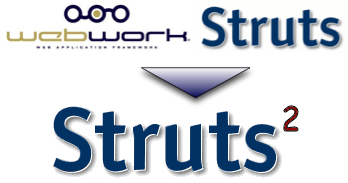 webwork® Struts
WEB APPLICATION FRAMEWORK
Struts²